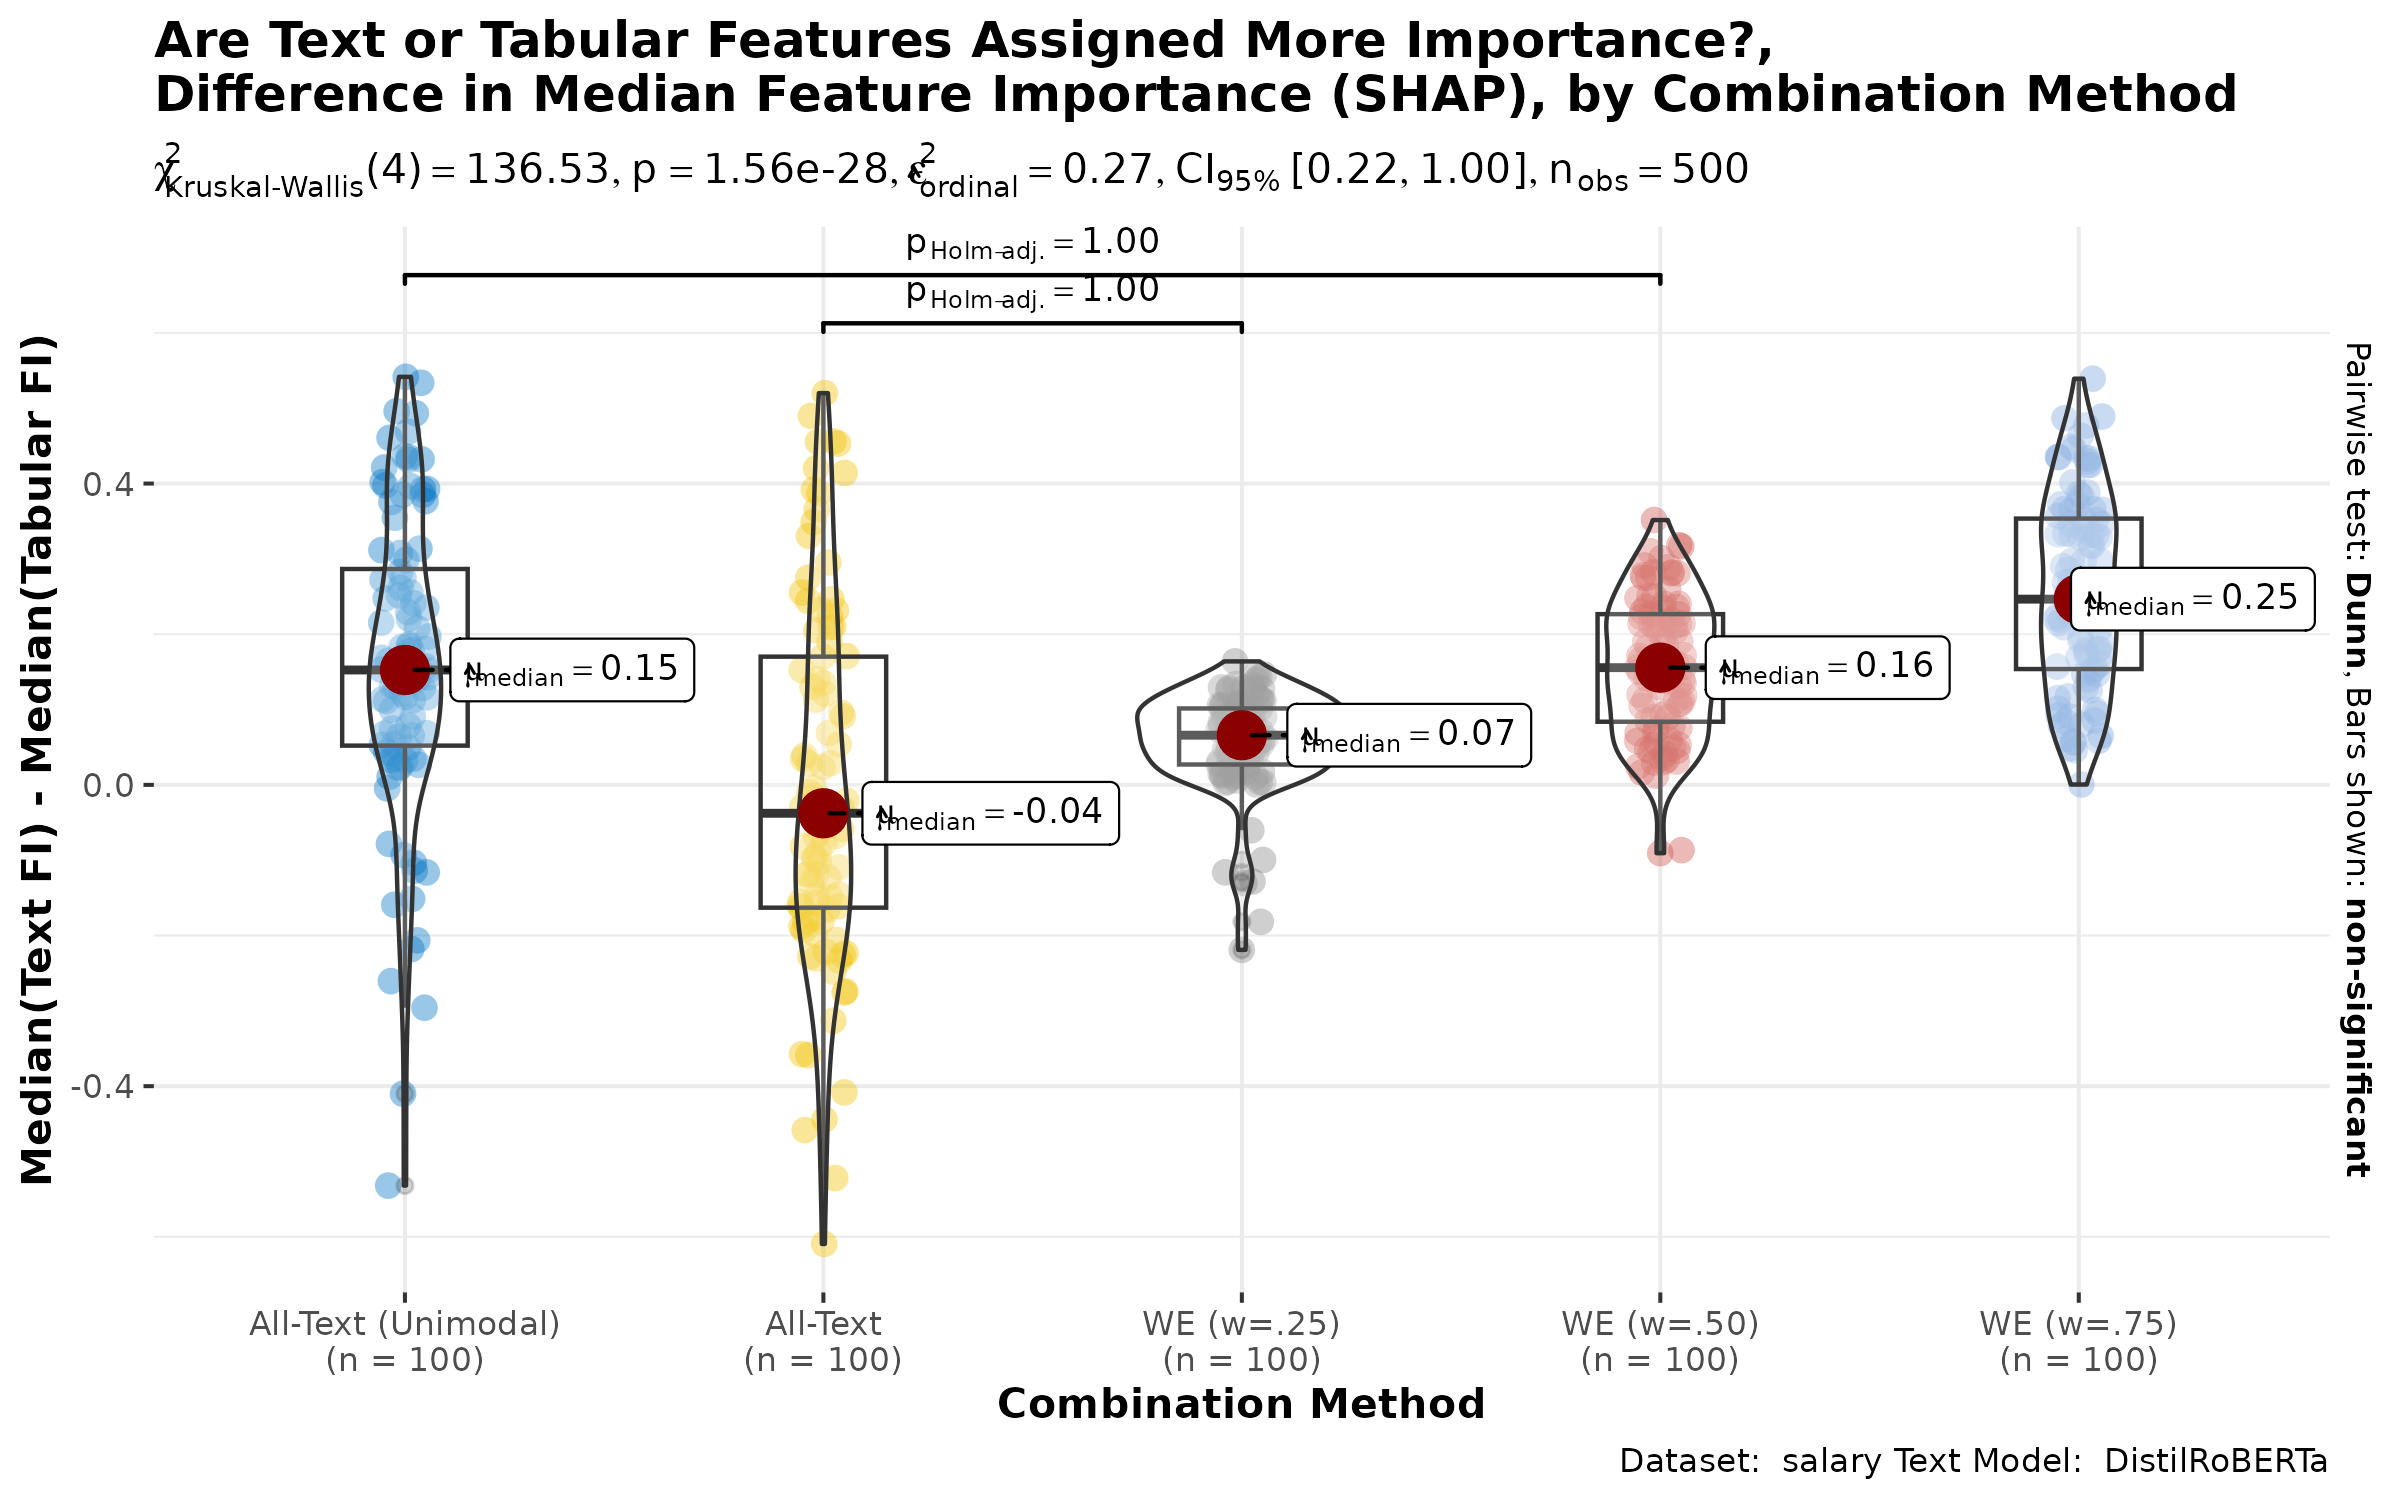 Are Text or Tabular Features Assigned More Importance?,
Difference in Median Feature Importance (SHAP), by Combination Method
χ²Kruskal-Wallis(4) = 136.53, p = 1.56e-28, ε²ordinal = 0.27, CI95% [0.22, 1.00], nobs = 500
pHolm-adj. = 1.00
pHolm-adj. = 1.00
Median(Text FI) - Median(Tabular FI)
0.4
0.0
-0.4
μ̂median = 0.15
μ̂median = -0.04
μ̂median = 0.07
μ̂median = 0.16
μ̂median = 0.25
Pairwise test: Dunn, Bars shown: non-significant
All-Text (Unimodal)
(n = 100)
All-Text
(n = 100)
WE (w=.25)
(n = 100)
WE (w=.50)
(n = 100)
WE (w=.75)
(n = 100)
Combination Method
Dataset:  salary Text Model:  DistilRoBERTa